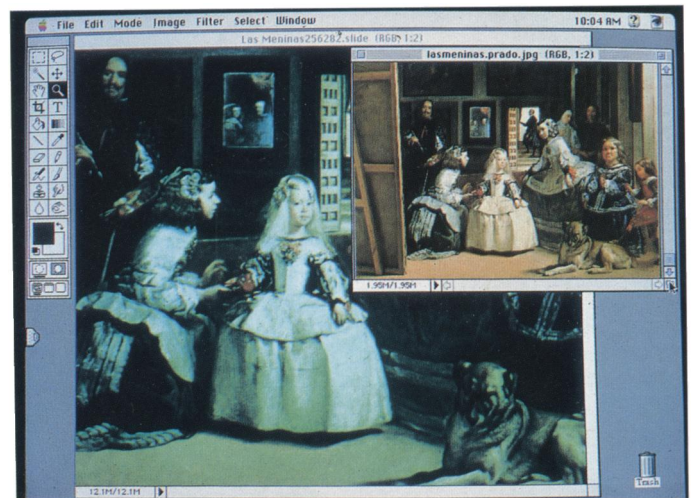 File Edit Mode Image Filter Select Window 10:04 AM
Las Meninas256282.slide (RGB, 1:2)
lasmeninas.prado.jpg (RGB, 1:2)
T
1.95M/1.95M
12.1M/12.1M
Trash